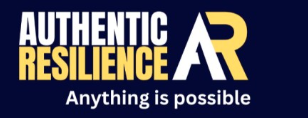 AUTHENTIC
RESILIENCE AR
Anything is possible